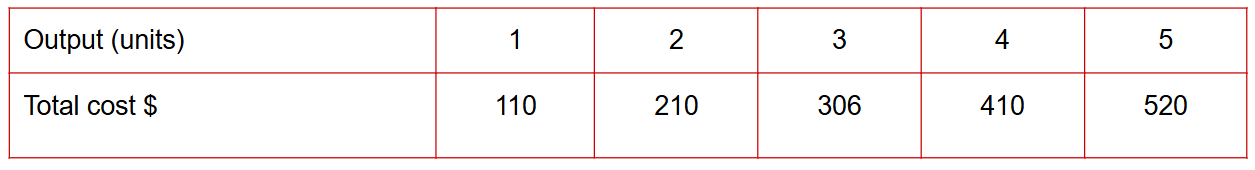 Output (units) 1 2 3 4 5
Total cost $ 110 210 306 410 520